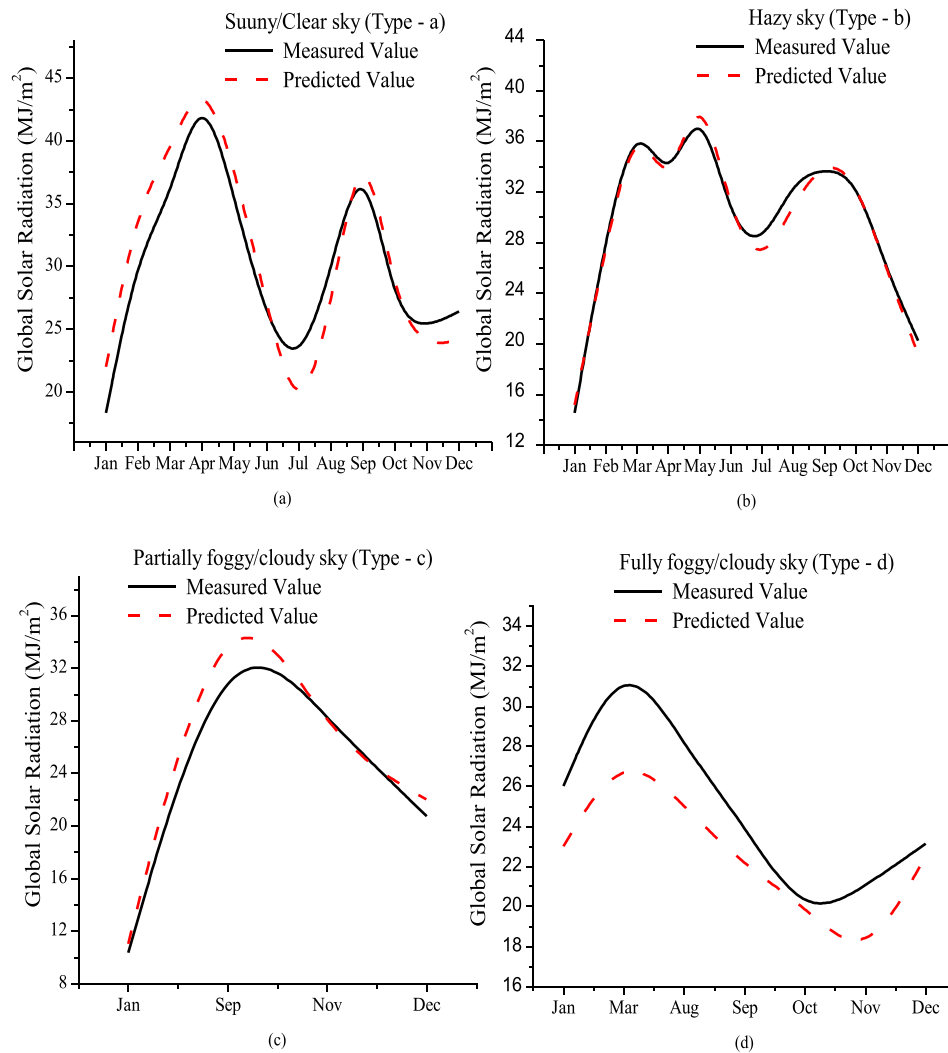 Suuny/Clear sky (Type - a)
Measured Value
Predicted Value
Global Solar Radiation (MJ/m²)
45
40
35
30
25
20
Jan Feb Mar Apr May Jun Jul Aug Sep Oct Nov Dec
(a)
Hazy sky (Type - b)
Measured Value
Predicted Value
Global Solar Radiation (MJ/m²)
44
40
36
32
28
24
20
16
12
Jan Feb Mar Apr May Jun Jul Aug Sep Oct Nov Dec
(b)
Partially foggy/cloudy sky (Type - c)
Measured Value
Predicted Value
Global Solar Radiation (MJ/m²)
36
32
28
24
20
16
12
8
Jan Sep Nov Dec
(c)
Fully foggy/cloudy sky (Type - d)
Measured Value
Predicted Value
Global Solar Radiation (MJ/m²)
34
32
30
28
26
24
22
20
18
16
Jan Mar Aug Sep Oct Nov Dec
(d)